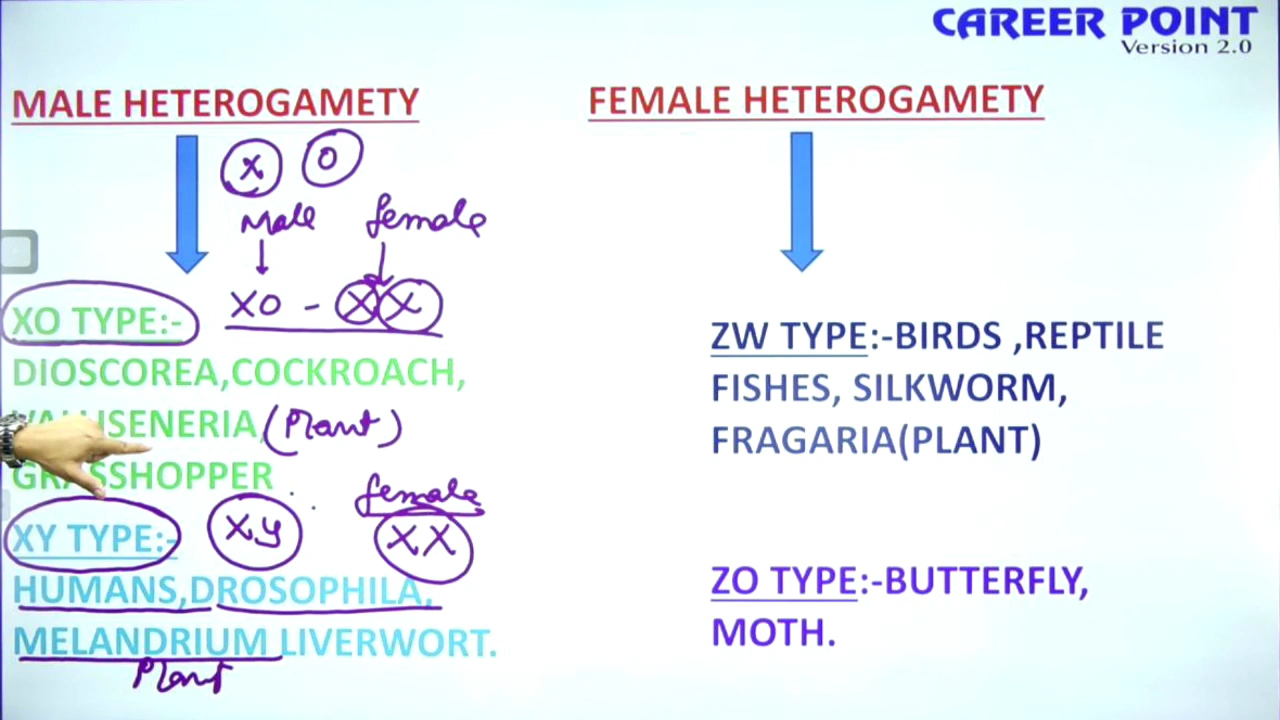 CAREER POINT
Version 2.0
MALE HETEROGAMETY
X O
Male female
XO TYPE:- XO - XX
DIOSCOREA,COCKROACH,
SENERIA, (Plant)
GRASSHOPPER
female
XY TYPE:- XY XX
HUMANS,DROSOPHILA,
MELANDRIUM LIVERWORT.
Plant
FEMALE HETEROGAMETY
ZW TYPE:-BIRDS ,REPTILE
FISHES, SILKWORM,
FRAGARIA(PLANT)
ZO TYPE:-BUTTERFLY,
MOTH.